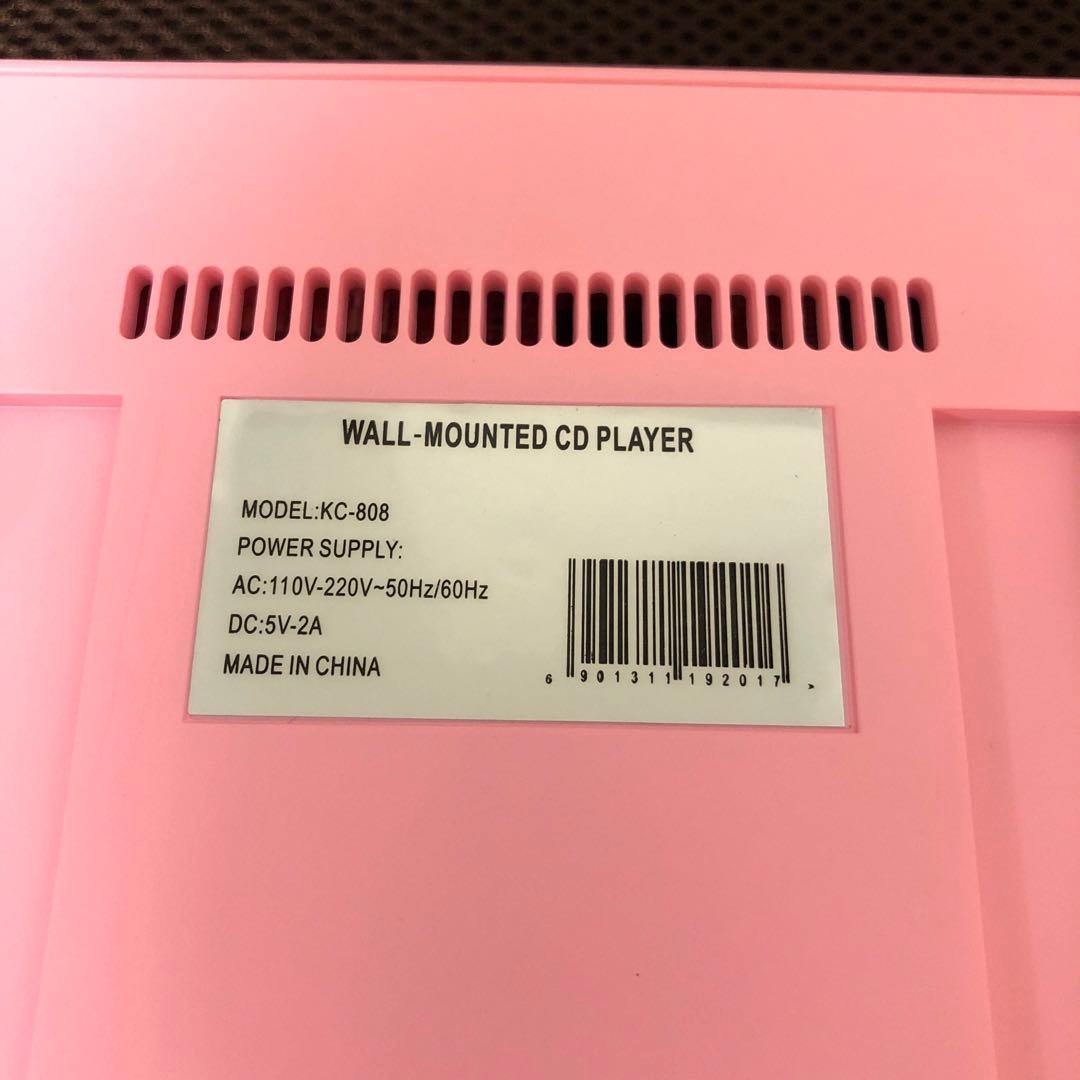 WALL-MOUNTED CD PLAYER
MODEL:KC-808
POWER SUPPLY:
AC:110V-220V~50Hz/60Hz
DC:5V-2A
MADE IN CHINA
6 901311 192017 >